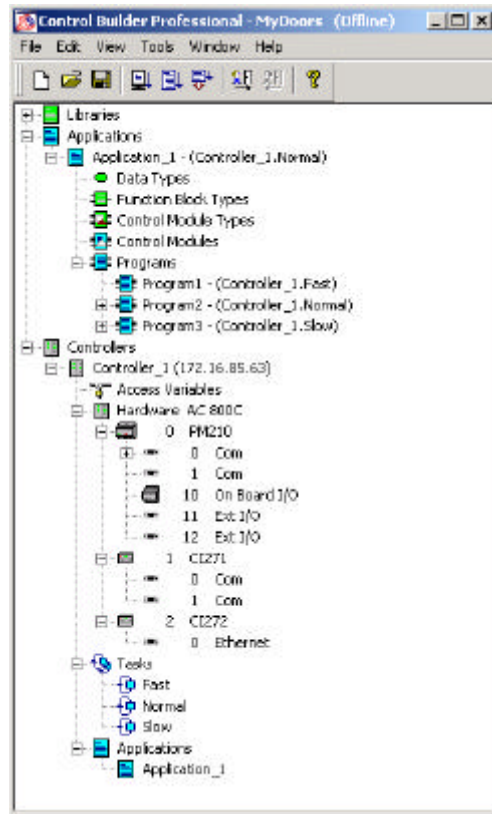 Control Builder Professional - MyDoors (Offline)
File Edit View Tools Window Help
Libraries
Applications
Application_1 - (Controller_1.Normal)
Data Types
Function Block Types
Control Module Types
Control Modules
Programs
Program1 - (Controller_1.Fast)
Program2 - (Controller_1.Normal)
Program3 - (Controller_1.Slow)
Controllers
Controller_1 (172.16.85.63)
Access Variables
Hardware AC 800C
0 PM210
0 Com
1 Com
10 On Board I/O
11 Ext I/O
12 Ext I/O
1 CI271
0 Com
1 Com
2 CI272
0 Ethernet
Tasks
Fast
Normal
Slow
Applications
Application_1